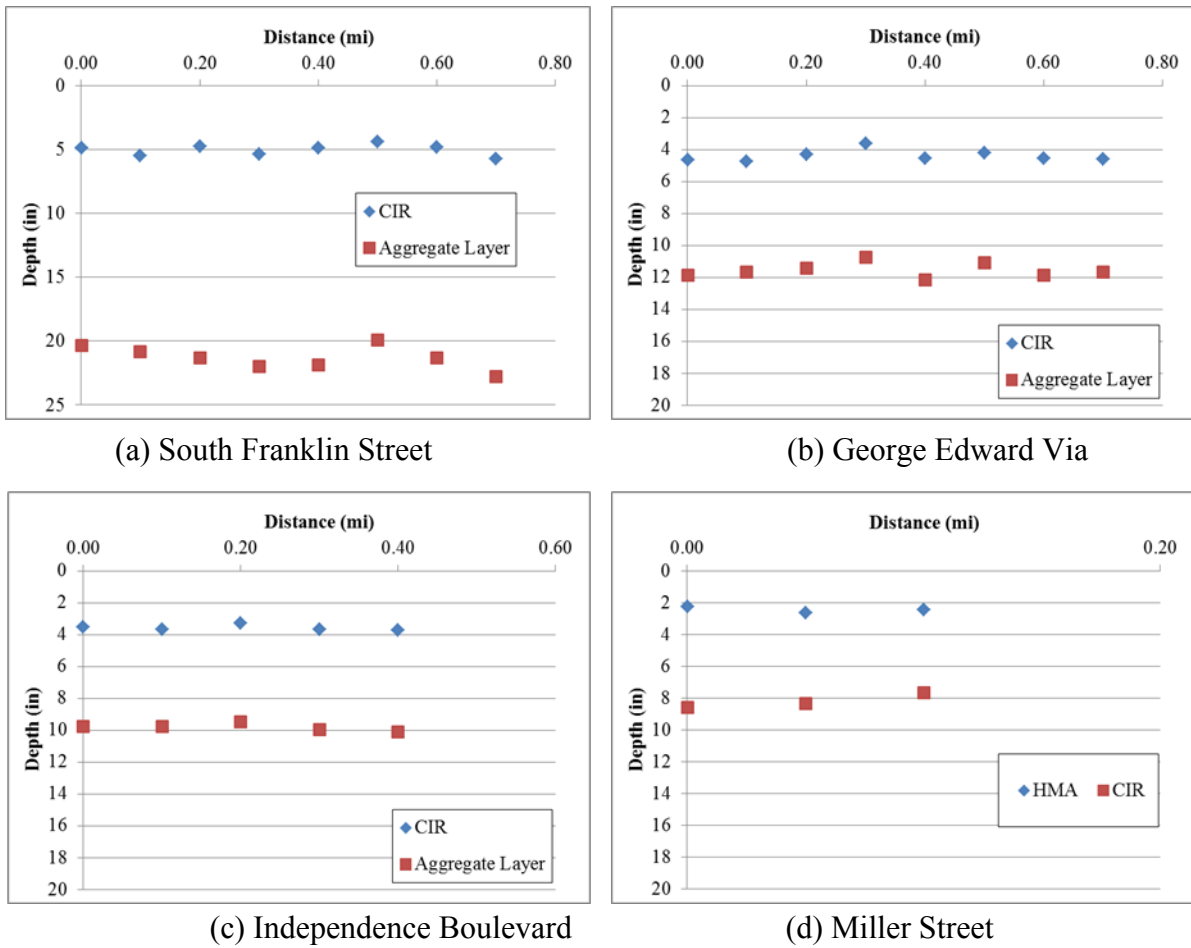 Distance (mi)
0.00 0.20 0.40 0.60 0.80
0
5
10
15
20
25
Depth (in)
CIR
Aggregate Layer
(a) South Franklin Street
Distance (mi)
0.00 0.20 0.40 0.60 0.80
0
2
4
6
8
10
12
14
16
18
20
Depth (in)
CIR
Aggregate Layer
(b) George Edward Via
Distance (mi)
0.00 0.20 0.40 0.60
0
2
4
6
8
10
12
14
16
18
20
Depth (in)
CIR
Aggregate Layer
(c) Independence Boulevard
Distance (mi)
0.00 0.20
0
2
4
6
8
10
12
14
16
18
20
Depth (in)
HMA CIR
(d) Miller Street